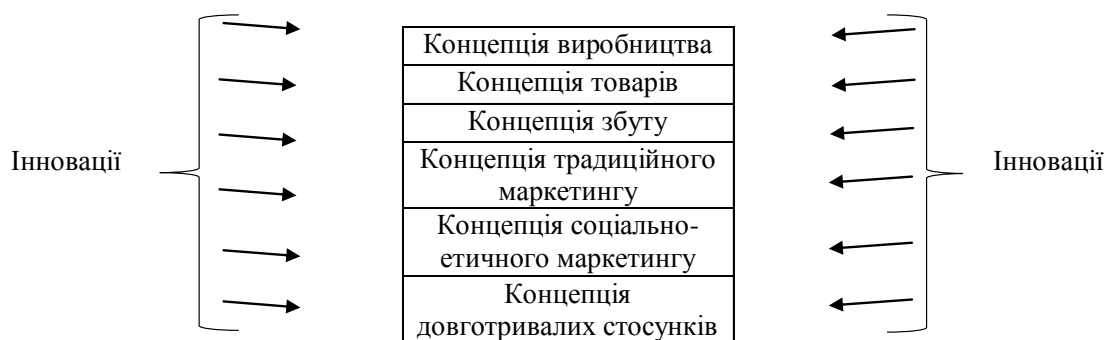 Концепція виробництва
Концепція товарів
Концепція збуту
Концепція традиційного
маркетингу
Концепція соціально-
етичного маркетингу
Концепція
довготривалих стосунків
Інновації
Інновації